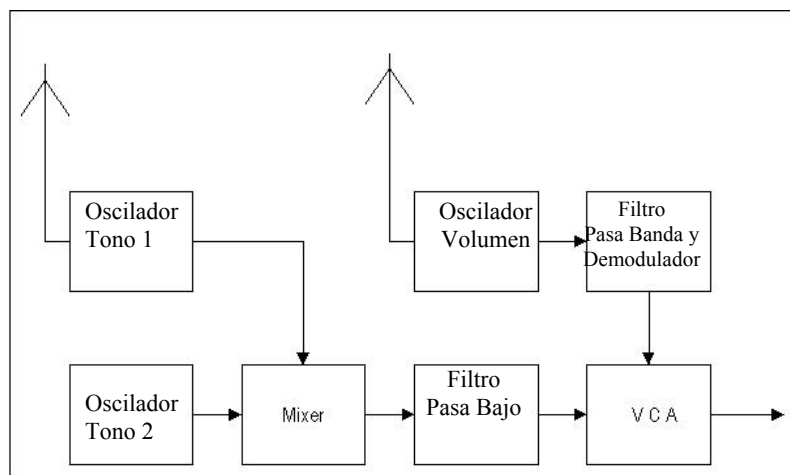 Oscilador
Tono 1
Oscilador
Volumen
Filtro
Pasa Banda y
Demodulador
Oscilador
Tono 2
Mixer
Filtro
Pasa Bajo
V C A